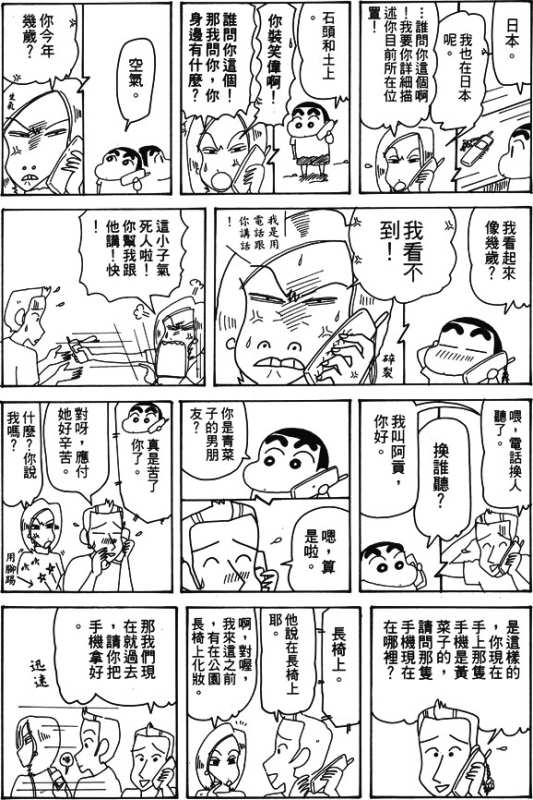 日本。
我也在日本
呢。
…誰問你這個啊
！我要你詳細描
述你目前所在位
置！
石頭和土上
。
你裝笑偉啊！
誰問你這個！
那我問你，你
身邊有什麼？
空氣。
你今年
幾歲？
生氣
我看起來
像幾歲？
我看不
到！
我是用
電話跟
你講話
！
碎裂
這小子氣
死人啦！
你幫我跟
他講！快
！
喂，電話換人
聽了。
換誰聽？
我叫阿貢，
你好。
你是青菜
子的男朋
友？
嗯，算
是啦。
真是苦了
你了。
對呀，應付
她好辛苦。
什麼？你說
我嗎？
用腳踢
是這樣的
，你現在
手上那隻
手機是黃
菜子的，
請問那隻
手機現在
在哪裡？
長椅上。
他說在長椅上
耶。
啊，對喔，
我來這之前
，有在公園
長椅上化妝。
那我們現
在就過去
，請你把
手機拿好
。
迅速